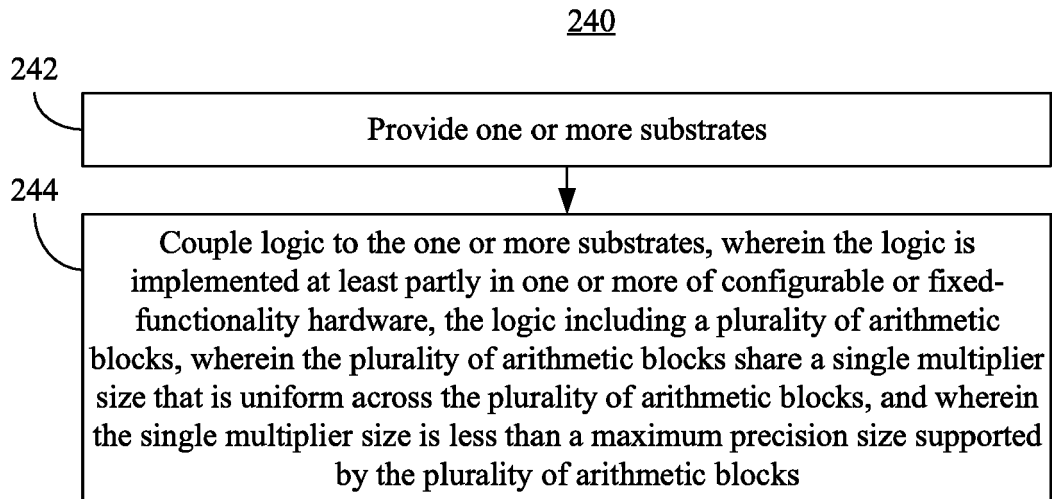 240
242
Provide one or more substrates
244
Couple logic to the one or more substrates, wherein the logic is
implemented at least partly in one or more of configurable or fixed-
functionality hardware, the logic including a plurality of arithmetic
blocks, wherein the plurality of arithmetic blocks share a single multiplier
size that is uniform across the plurality of arithmetic blocks, and wherein
the single multiplier size is less than a maximum precision size supported
by the plurality of arithmetic blocks